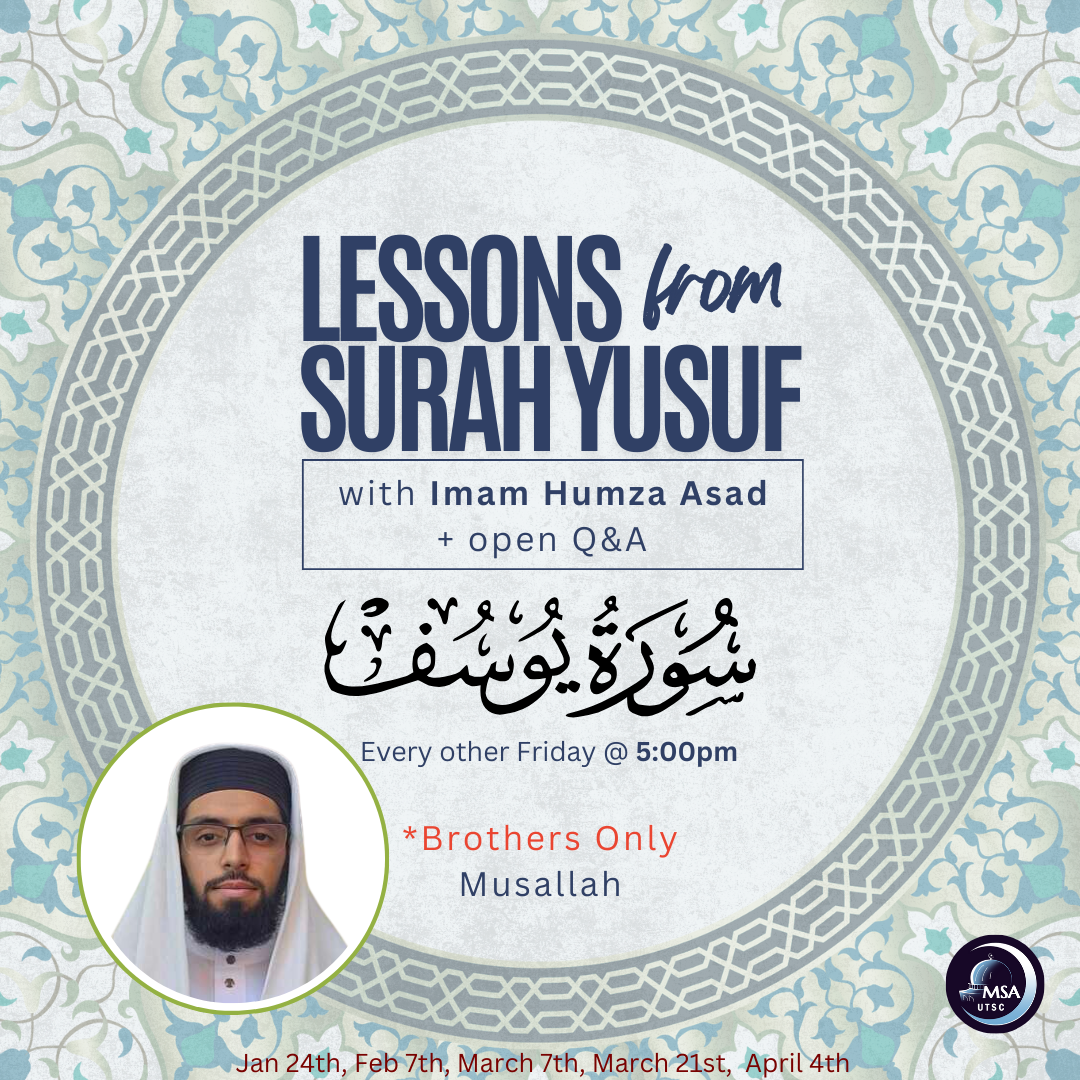 LESSONS from
SURAH YUSUF
with Imam Humza Asad
+ open Q&A
سُورَةُ يُوسُفَ
Every other Friday @ 5:00pm
*Brothers Only
Musallah
MSA
UTSC
Jan 24th, Feb 7th, March 7th, March 21st,  April 4th